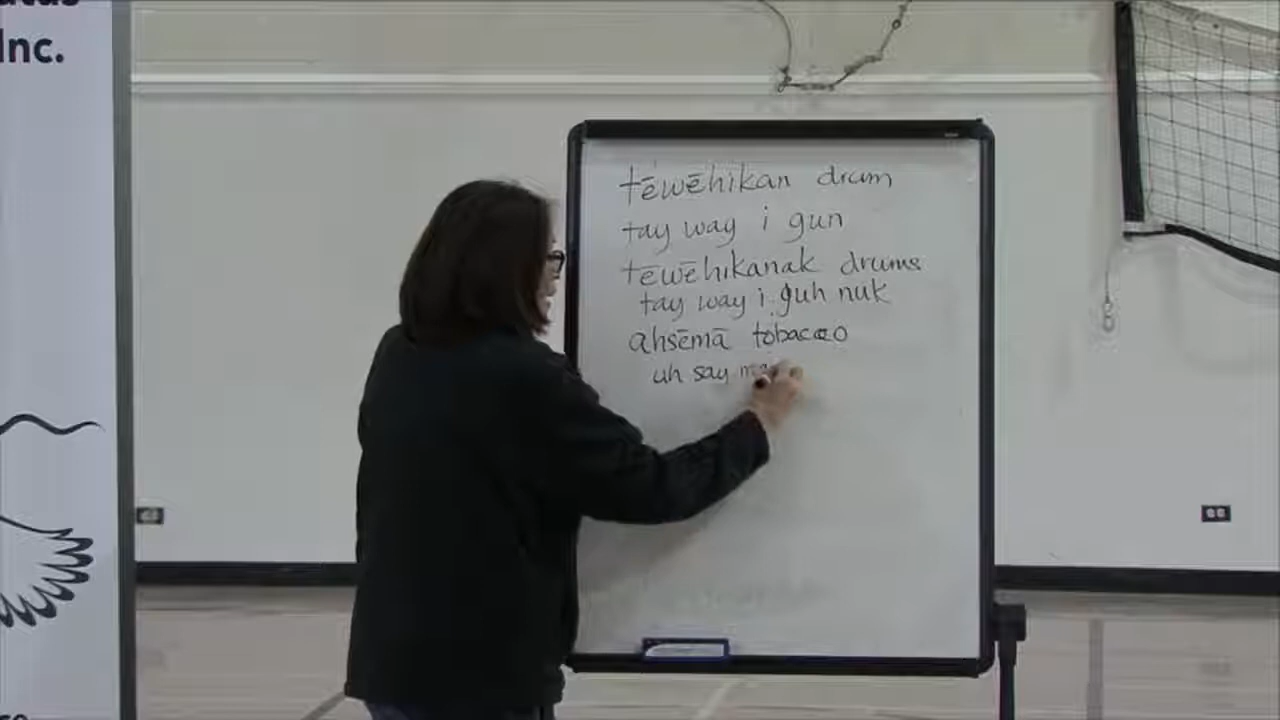 Inc.
tēwēhikan drum
tay way i gun
tēwēhikanak drums
tay way i guh nuk
ahsēmā tobacco
uh say